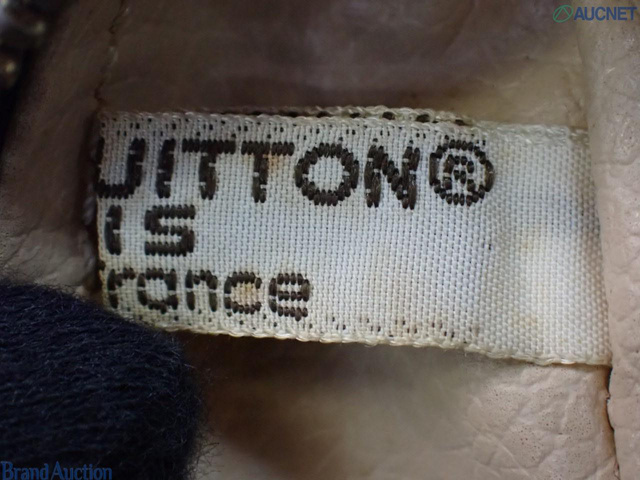 AUCNET
UITTON®
IS
rance
Brand Auction